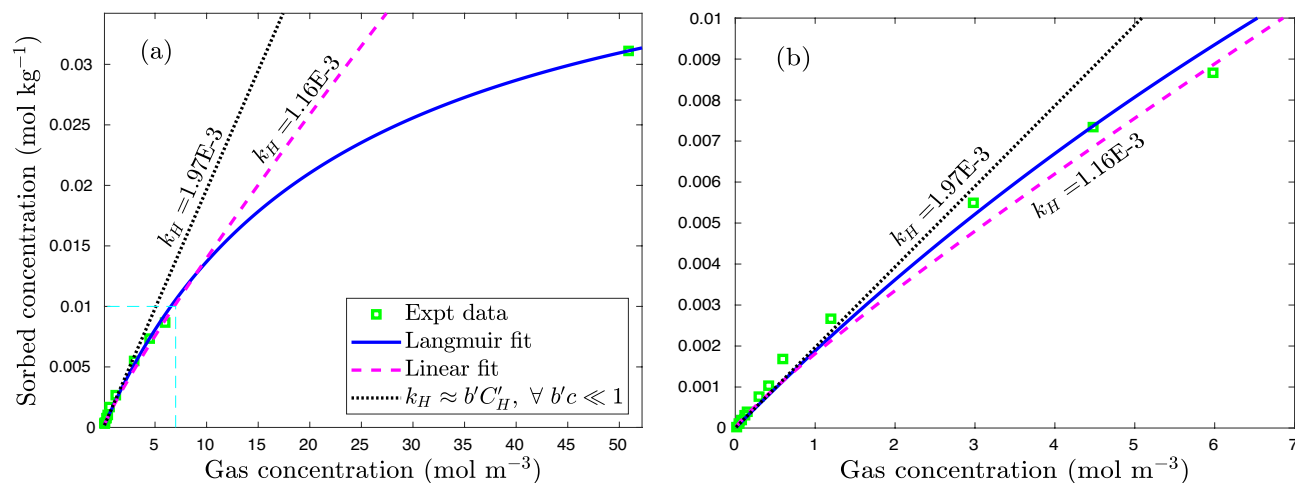 (a)
k_H =1.97E-3
k_H =1.16E-3
Sorbed concentration (mol kg⁻¹)
0.03
0.025
0.02
0.015
0.01
0.005
0
Expt data
Langmuir fit
Linear fit
k_H ≈ b′C′_H, ∀ b′c ≪ 1
5 10 15 20 25 30 35 40 45 50
Gas concentration (mol m⁻³)
(b)
k_H =1.97E-3
k_H =1.16E-3
0.01
0.009
0.008
0.007
0.006
0.005
0.004
0.003
0.002
0.001
0
0 1 2 3 4 5 6 7
Gas concentration (mol m⁻³)